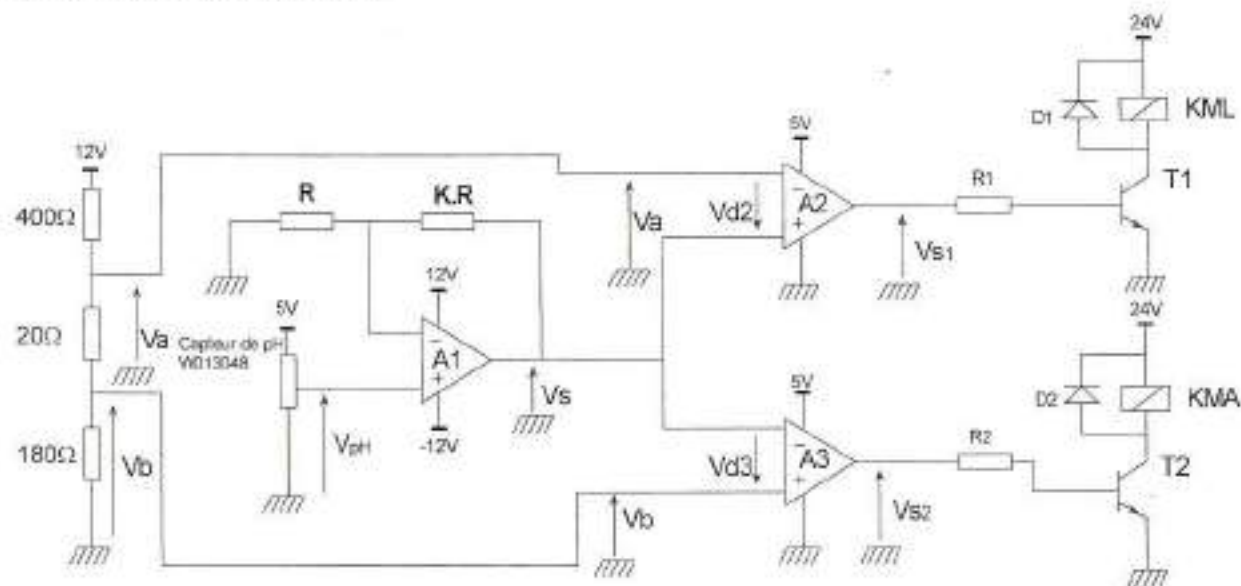 24V
D1
KML
T1
5V
12V
R
K.R
400Ω
Va
Vd2
−
A2
+
R1
Vs1
12V
5V
20Ω
Va
Capteur de pH
W013048
−
A1
+
Vs
24V
D2
KMA
5V
-12V
VpH
180Ω
Vb
Vd3
−
A3
+
R2
T2
Vb
Vs2